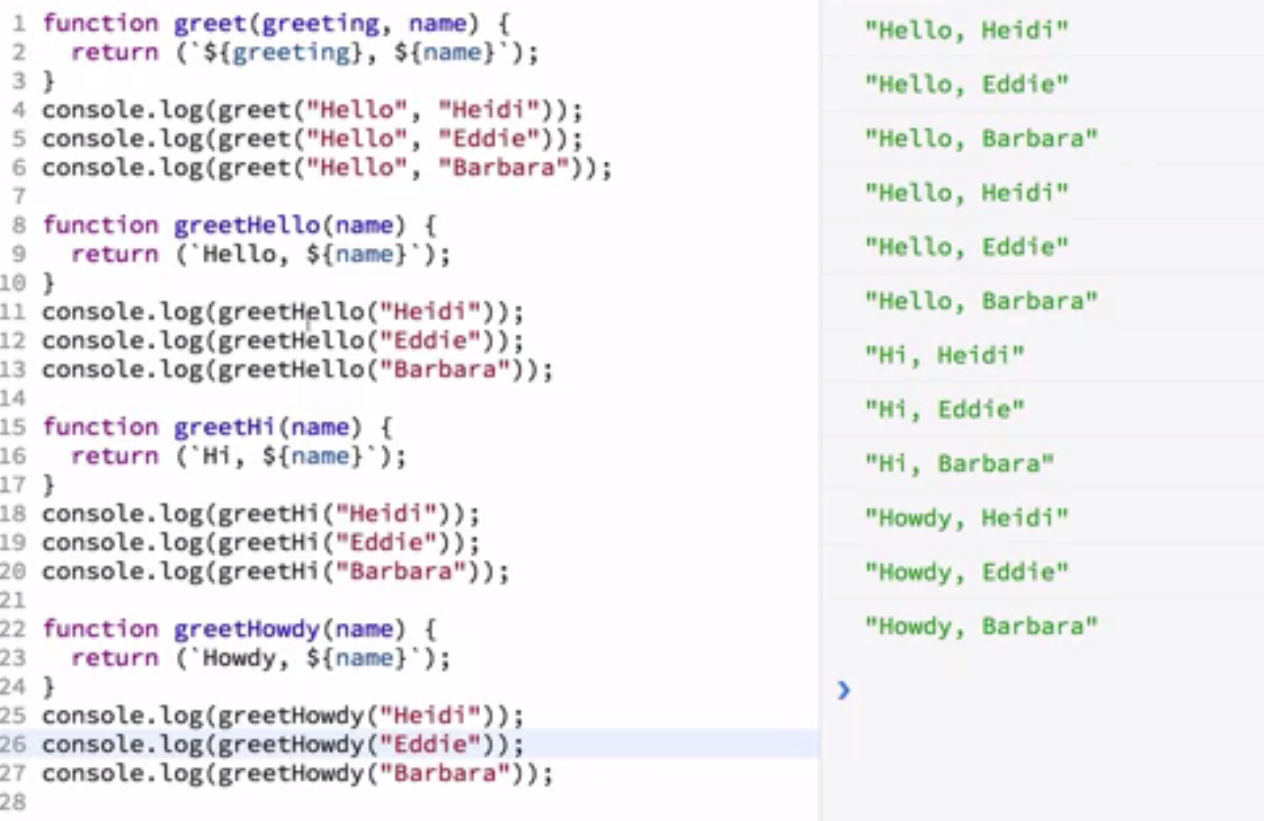 1 function greet(greeting, name) {
2   return (`${greeting}, ${name}`);
3 }
4 console.log(greet("Hello", "Heidi"));
5 console.log(greet("Hello", "Eddie"));
6 console.log(greet("Hello", "Barbara"));
7
8 function greetHello(name) {
9   return (`Hello, ${name}`);
10 }
11 console.log(greetHello("Heidi"));
12 console.log(greetHello("Eddie"));
13 console.log(greetHello("Barbara"));
14
15 function greetHi(name) {
16   return (`Hi, ${name}`);
17 }
18 console.log(greetHi("Heidi"));
19 console.log(greetHi("Eddie"));
20 console.log(greetHi("Barbara"));
21
22 function greetHowdy(name) {
23   return (`Howdy, ${name}`);
24 }
25 console.log(greetHowdy("Heidi"));
26 console.log(greetHowdy("Eddie"));
27 console.log(greetHowdy("Barbara"));
28
"Hello, Heidi"
"Hello, Eddie"
"Hello, Barbara"
"Hello, Heidi"
"Hello, Eddie"
"Hello, Barbara"
"Hi, Heidi"
"Hi, Eddie"
"Hi, Barbara"
"Howdy, Heidi"
"Howdy, Eddie"
"Howdy, Barbara"